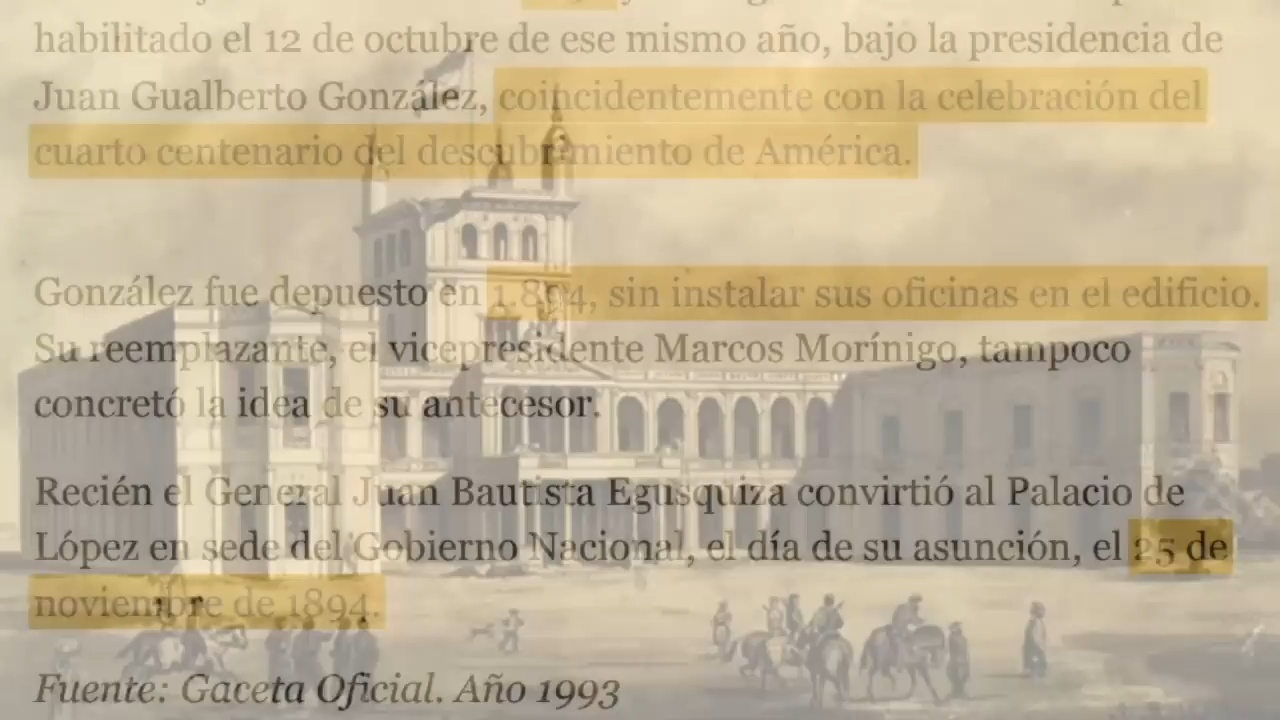 habilitado el 12 de octubre de ese mismo año, bajo la presidencia de
Juan Gualberto González, coincidentemente con la celebración del
cuarto centenario del descubrimiento de América.
González fue depuesto en 1.894, sin instalar sus oficinas en el edificio.
Su reemplazante, el vicepresidente Marcos Morínigo, tampoco
concretó la idea de su antecesor.
Recién el General Juan Bautista Egusquiza convirtió al Palacio de
López en sede del Gobierno Nacional, el día de su asunción, el 25 de
noviembre de 1894.
Fuente: Gaceta Oficial. Año 1993